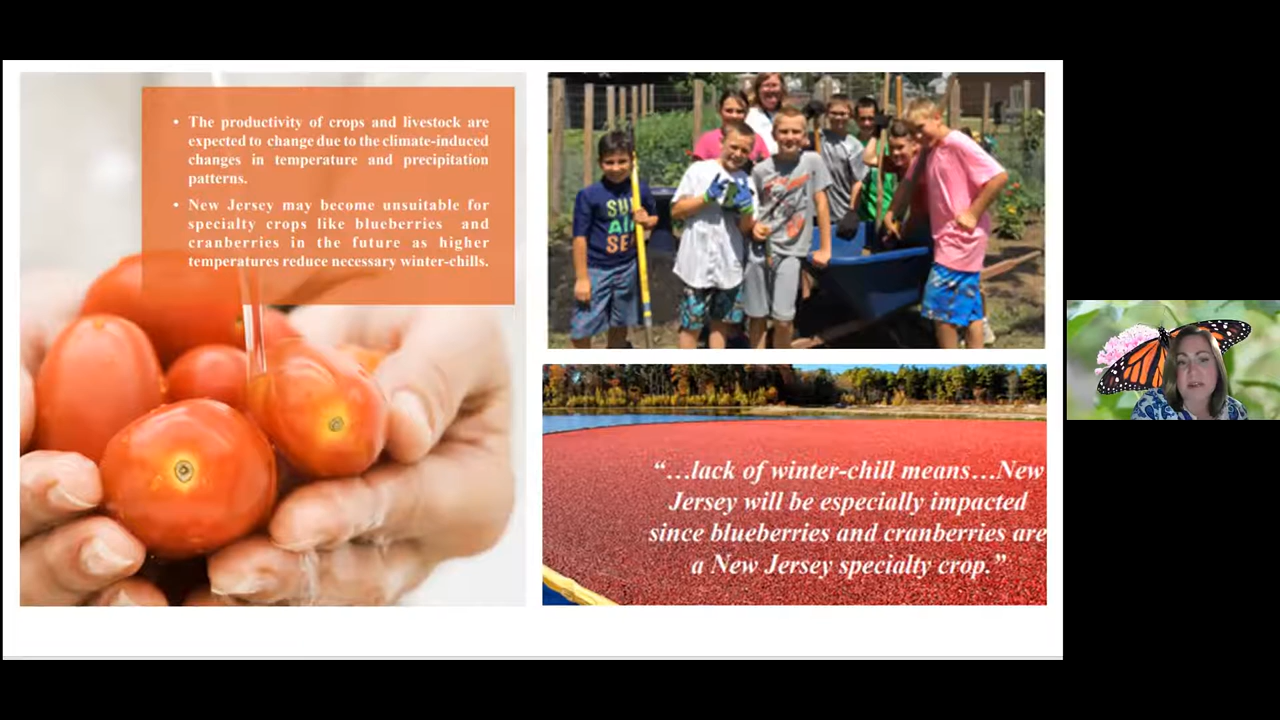 • The productivity of crops and livestock are
expected to change due to the climate-induced
changes in temperature and precipitation
patterns.
• New Jersey may become unsuitable for
specialty crops like blueberries and
cranberries in the future as higher
temperatures reduce necessary winter-chills.
SU
AI
SE
“…lack of winter-chill means…New
Jersey will be especially impacted
since blueberries and cranberries are
a New Jersey specialty crop.”